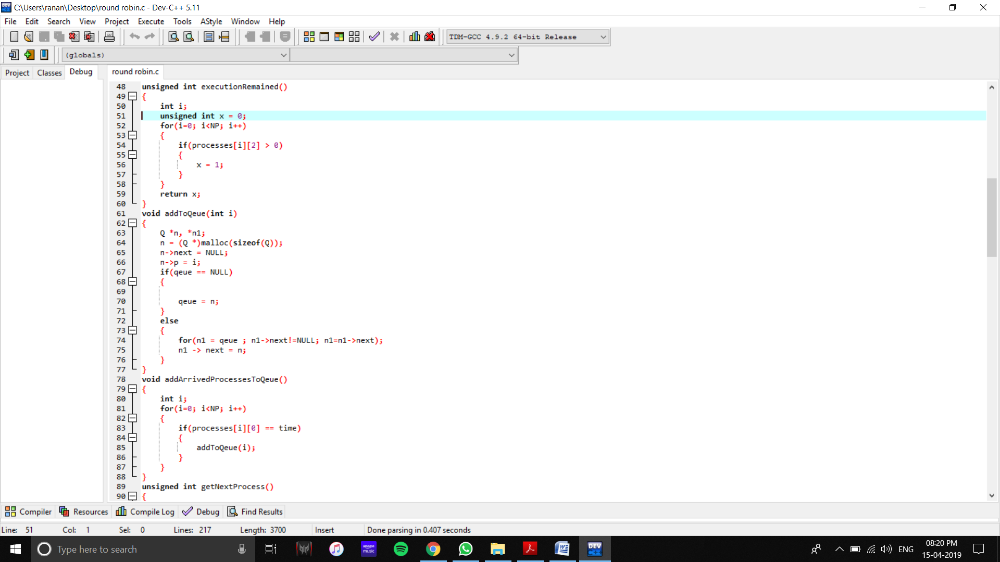 C:\Users\ranan\Desktop\round robin.c - Dev-C++ 5.11
File Edit Search View Project Execute Tools AStyle Window Help
TDM-GCC 4.9.2 64-bit Release
(globals)
Project Classes Debug round robin.c
48 unsigned int executionRemained()
49 {
50 int i;
51 unsigned int x = 0;
52 for(i=0; i<NP; i++)
53 {
54 if(processes[i][2] > 0)
55 {
56 x = 1;
57 }
58 }
59 return x;
60 }
61 void addToQeue(int i)
62 {
63 Q *n, *n1;
64 n = (Q *)malloc(sizeof(Q));
65 n->next = NULL;
66 n->p = i;
67 if(qeue == NULL)
68 {
69
70 qeue = n;
71 }
72 else
73 {
74 for(n1 = qeue ; n1->next!=NULL; n1=n1->next);
75 n1 -> next = n;
76 }
77 }
78 void addArrivedProcessesToQeue()
79 {
80 int i;
81 for(i=0; i<NP; i++)
82 {
83 if(processes[i][0] == time)
84 {
85 addToQeue(i);
86 }
87 }
88 }
89 unsigned int getNextProcess()
90 {
Compiler Resources Compile Log Debug Find Results
Line: 51 Col: 1 Sel: 0 Lines: 217 Length: 3700 Insert Done parsing in 0.407 seconds
Type here to search
amazon music
DEV C++
ENG
08:20 PM
15-04-2019